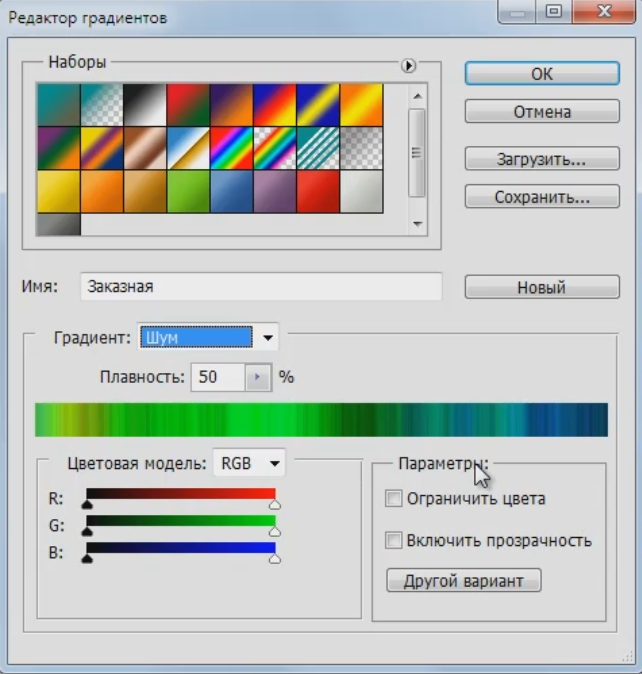 Редактор градиентов
Наборы
ОК
Отмена
Загрузить...
Сохранить...
Имя: Заказная
Новый
Градиент: Шум
Плавность: 50 %
Цветовая модель: RGB
R:
G:
B:
Параметры:
Ограничить цвета
Включить прозрачность
Другой вариант